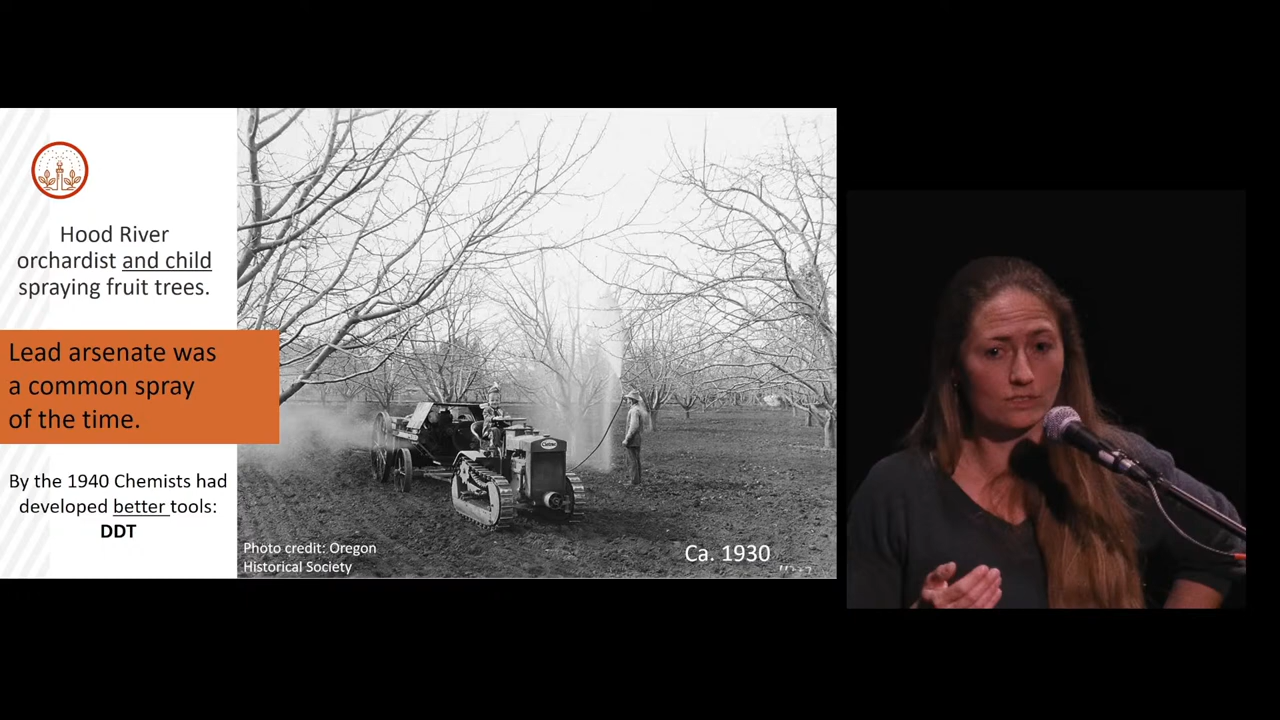 Hood River
orchardist and child
spraying fruit trees.
Lead arsenate was
a common spray
of the time.
By the 1940 Chemists had
developed better tools:
DDT
Photo credit: Oregon
Historical Society
Ca. 1930